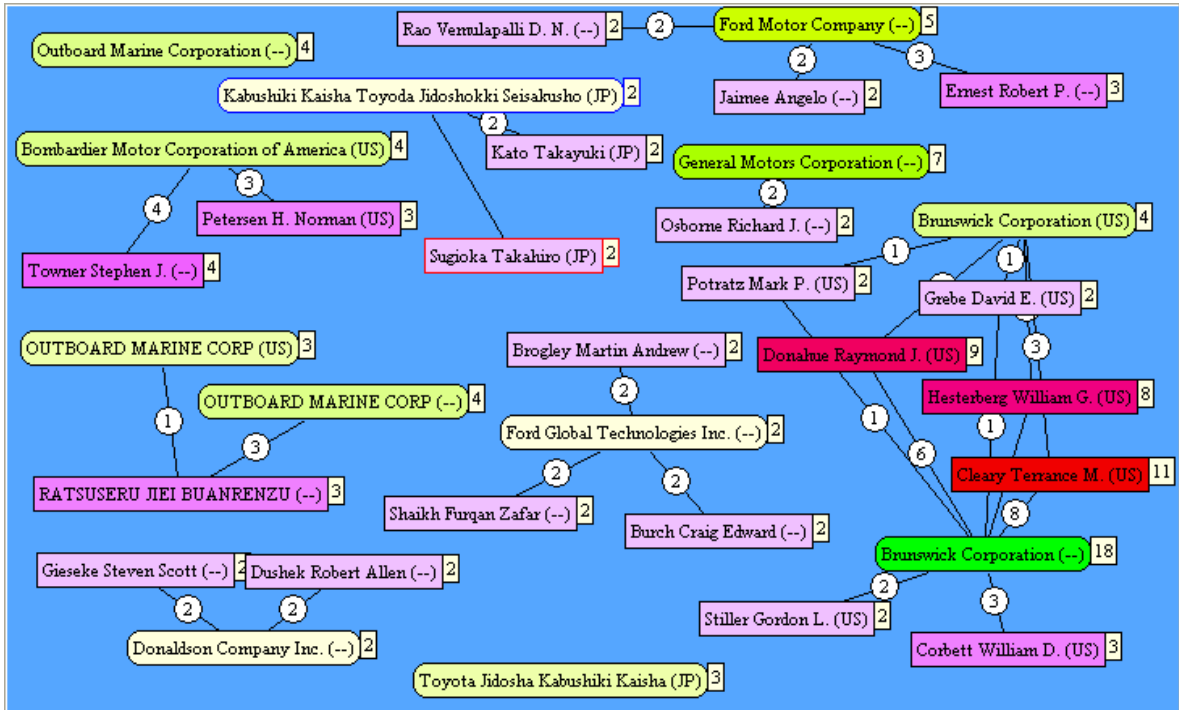 Rao Vemulapalli D. N. (--) 2
2
Ford Motor Company (--) 5
Outboard Marine Corporation (--) 4
2
3
Kabushiki Kaisha Toyoda Jidoshokki Seisakusho (JP) 2
Jaimee Angelo (--) 2
Ernest Robert P. (--) 3
2
Bombardier Motor Corporation of America (US) 4
Kato Takayuki (JP) 2
General Motors Corporation (--) 7
3
2
4
Petersen H. Norman (US) 3
Osborne Richard J. (--) 2
Brunswick Corporation (US) 4
Towner Stephen J. (--) 4
Sugioka Takahiro (JP) 2
1
1
Potratz Mark P. (US) 2
Grebe David E. (US) 2
OUTBOARD MARINE CORP (US) 3
Brogley Martin Andrew (--) 2
3
Donahue Raymond J. (US) 9
2
OUTBOARD MARINE CORP (--) 4
Hesterberg William G. (US) 8
1
3
Ford Global Technologies Inc. (--) 2
1
6
1
2
2
Cleary Terrance M. (US) 11
RATSUSERU JIEI BUANRENZU (--) 3
Shaikh Furqan Zafar (--) 2
Burch Craig Edward (--) 2
8
Brunswick Corporation (--) 18
Gieseke Steven Scott (--) 2
Dushek Robert Allen (--) 2
2
2
2
3
Stiller Gordon L. (US) 2
Donaldson Company Inc. (--) 2
Corbett William D. (US) 3
Toyota Jidosha Kabushiki Kaisha (JP) 3